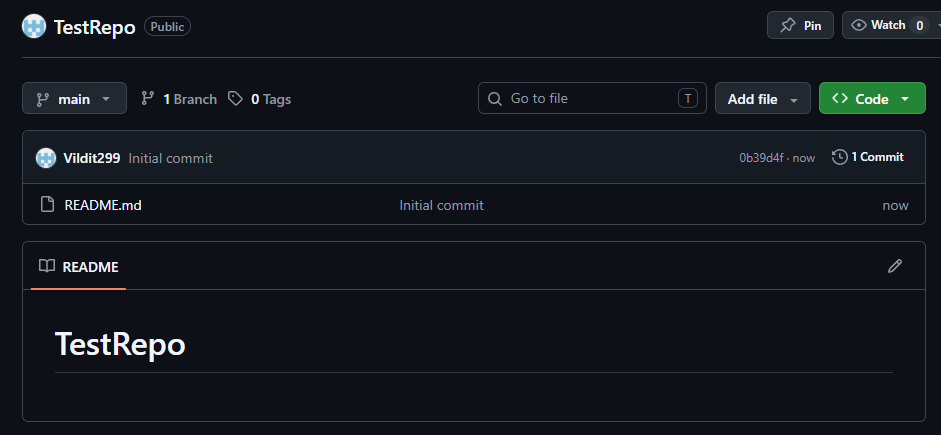 TestRepo Public Pin Watch 0
main 1 Branch 0 Tags Go to file T Add file Code
Vildit299 Initial commit 0b39d4f · now 1 Commit
README.md Initial commit now
README
TestRepo